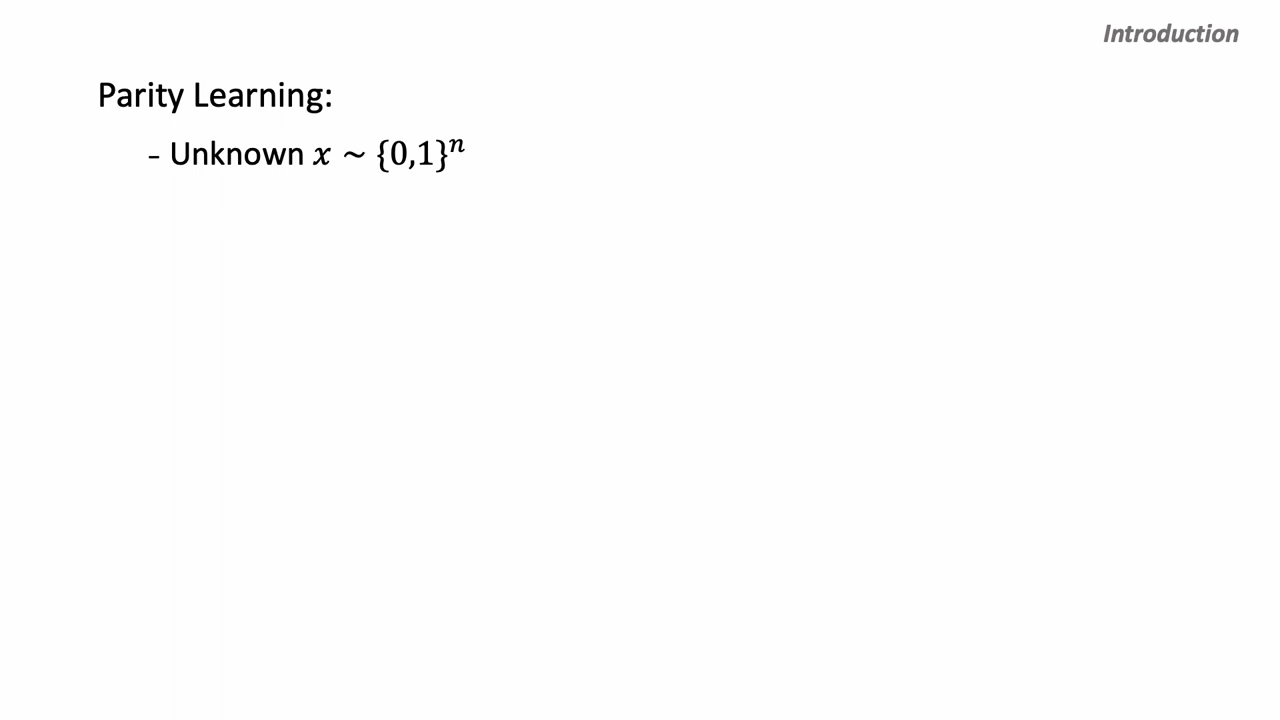 Introduction
Parity Learning:
- Unknown 𝑥 ~ {0,1}ⁿ